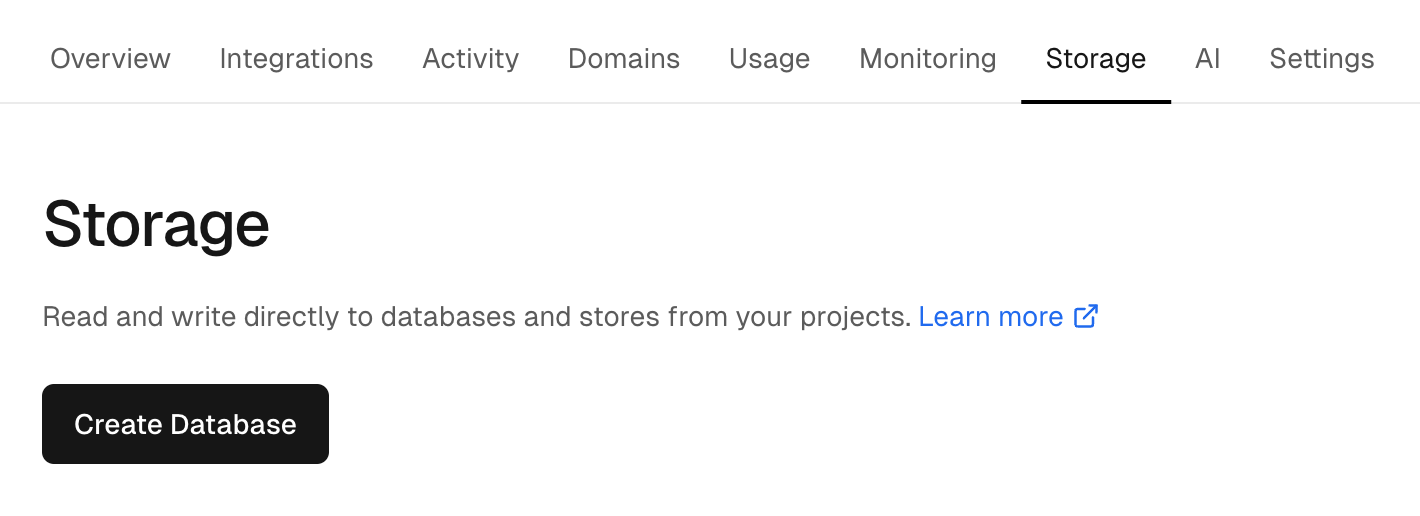 Overview Integrations Activity Domains Usage Monitoring Storage AI Settings
Storage
Read and write directly to databases and stores from your projects. Learn more
Create Database